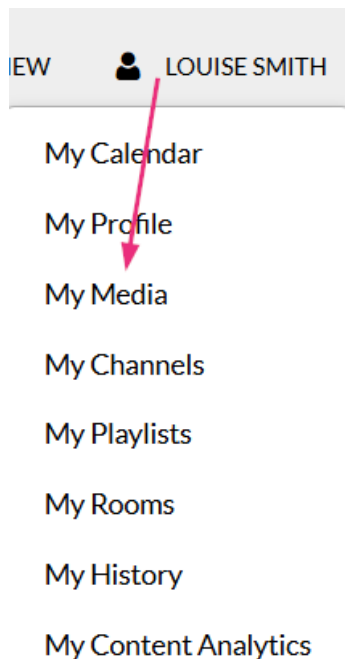 IEW LOUISE SMITH
My Calendar
My Profile
My Media
My Channels
My Playlists
My Rooms
My History
My Content Analytics